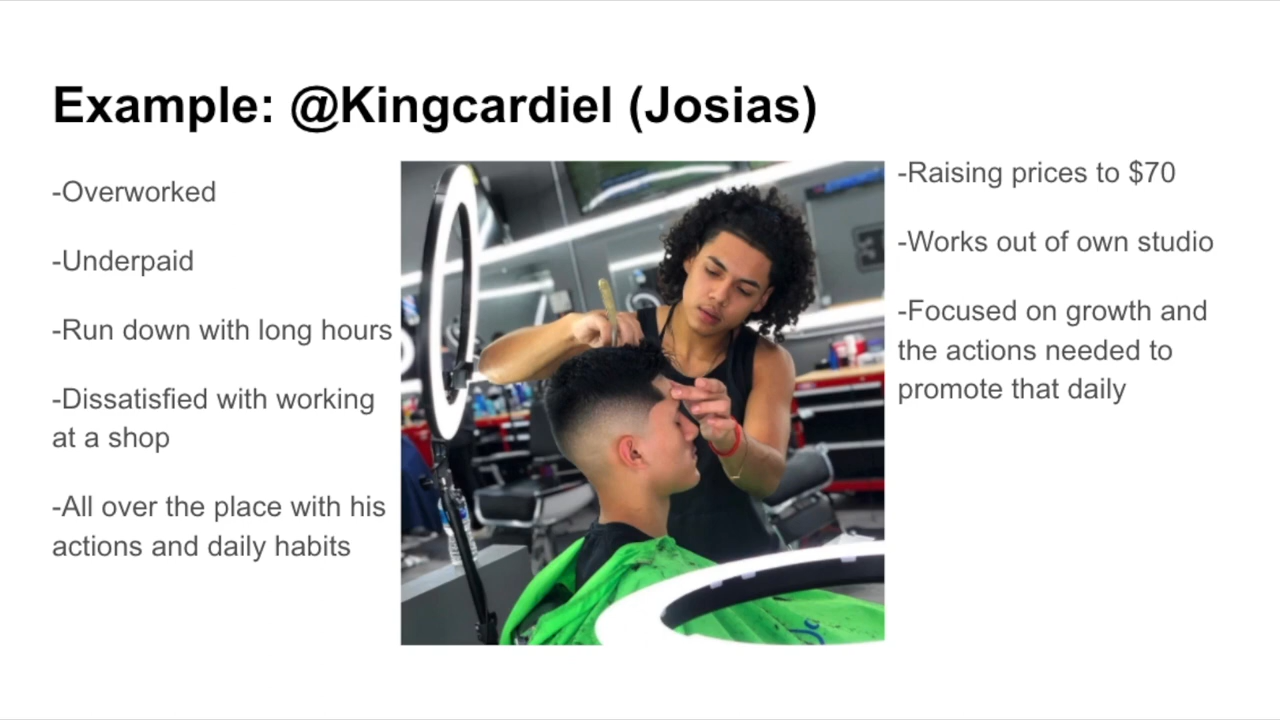 Example: @Kingcardiel (Josias)
-Overworked
-Underpaid
-Run down with long hours
-Dissatisfied with working
at a shop
-All over the place with his
actions and daily habits
-Raising prices to $70
-Works out of own studio
-Focused on growth and
the actions needed to
promote that daily